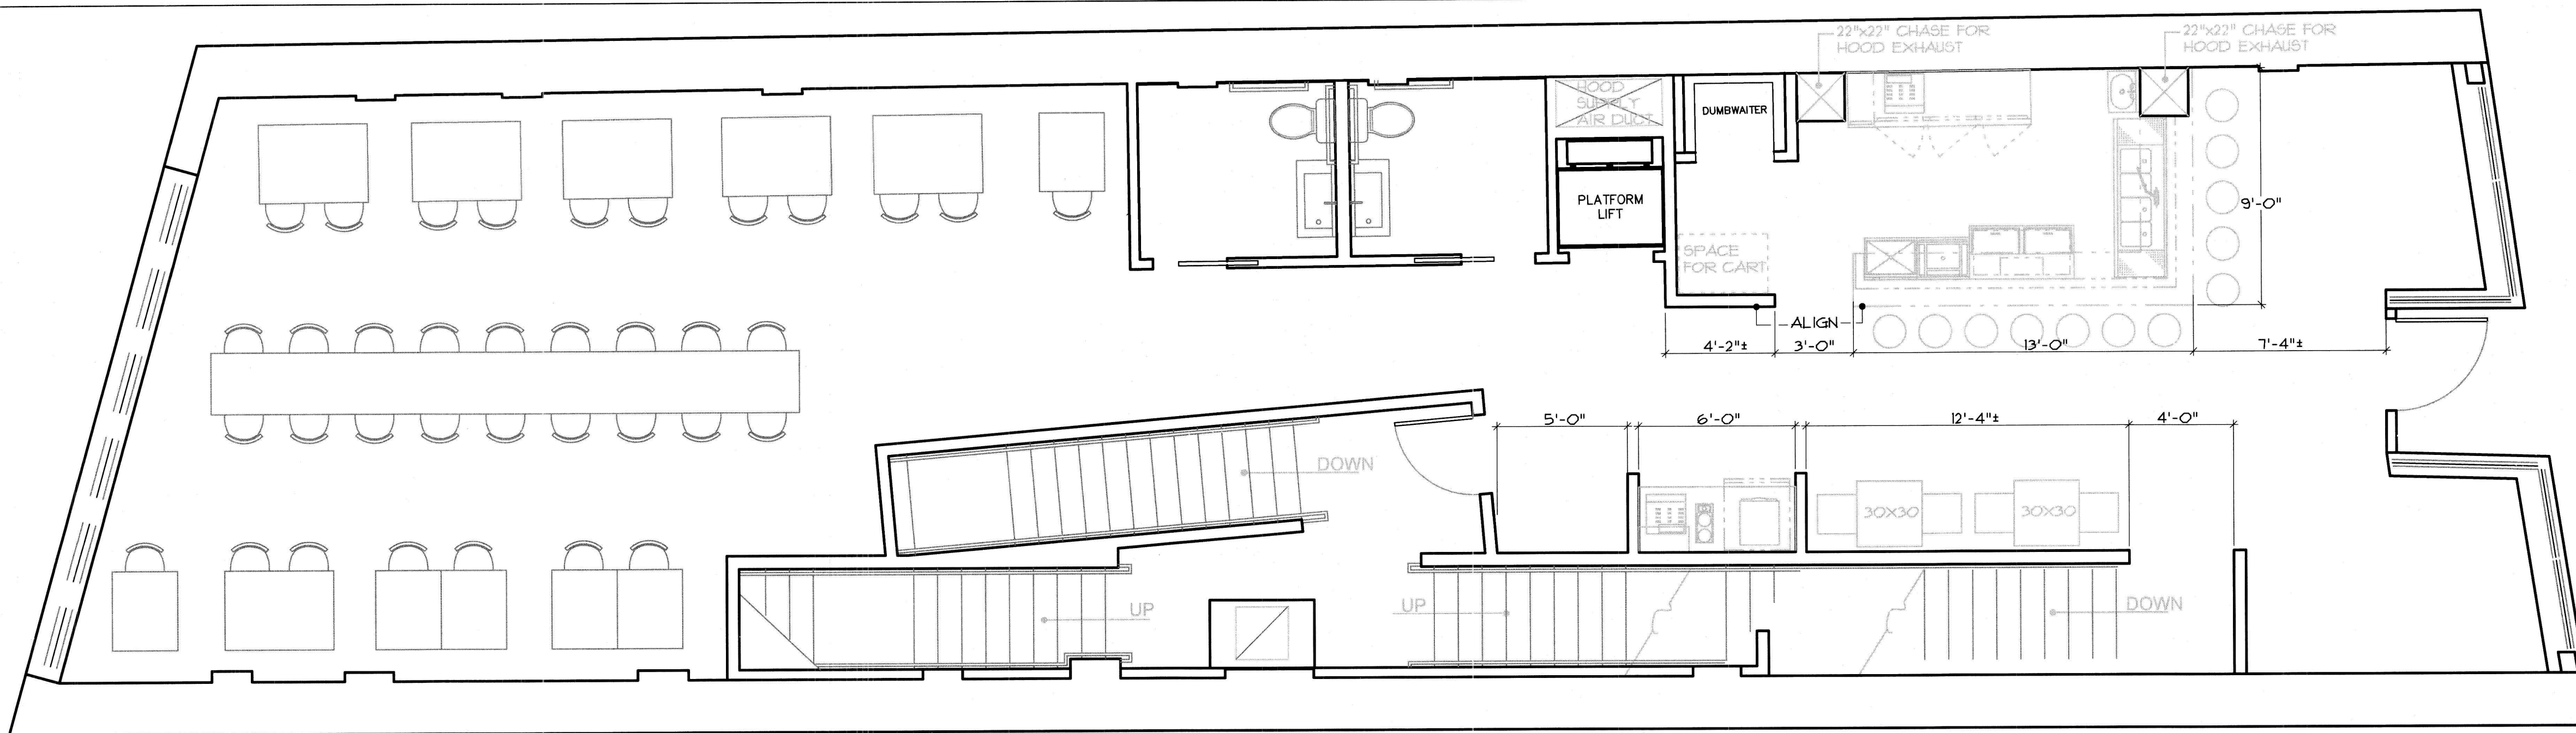 22"x22" CHASE FOR
HOOD EXHAUST
22"x22" CHASE FOR
HOOD EXHAUST
HOOD
SUPPLY
AIR DUCT
DUMBWAITER
PLATFORM
LIFT
9'-0"
SPACE
FOR CART
ALIGN
4'-2"±
3'-0"
13'-0"
7'-4"±
5'-0"
6'-0"
12'-4"±
4'-0"
DOWN
30X30
30X30
UP
UP
DOWN